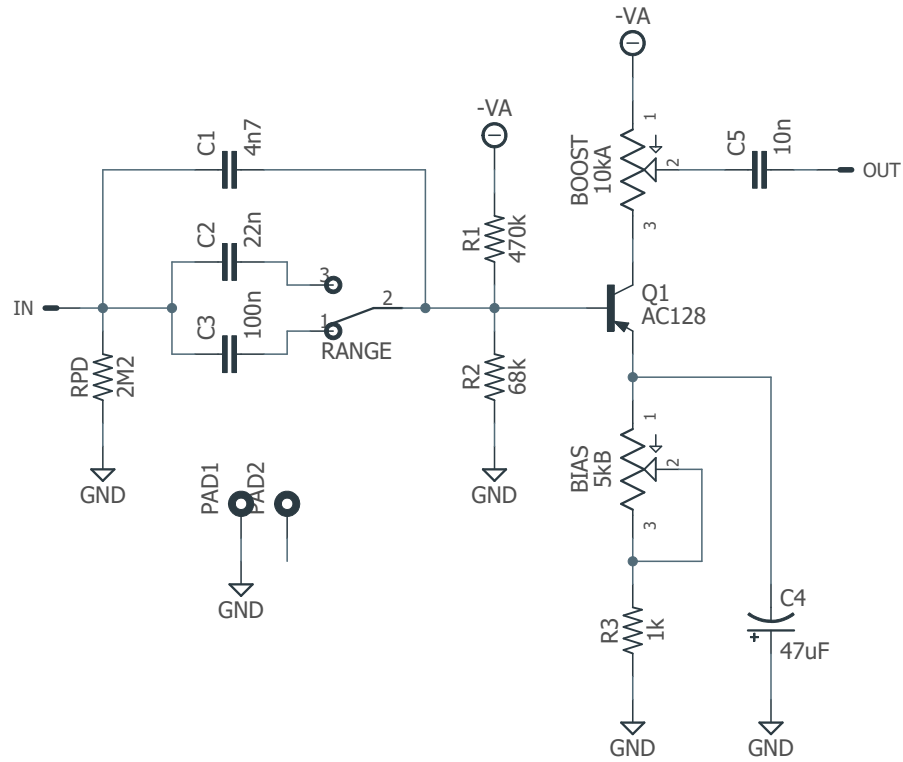 -VA
-VA
C1
4n7
C2
22n
C3
100n
3
2
1
RANGE
IN
RPD
2M2
GND
R1
470k
R2
68k
GND
BOOST
10kA
1
2
3
C5
10n
OUT
Q1
AC128
BIAS
5kB
1
2
3
PAD1
PAD2
GND
R3
1k
GND
C4
+
47uF
GND